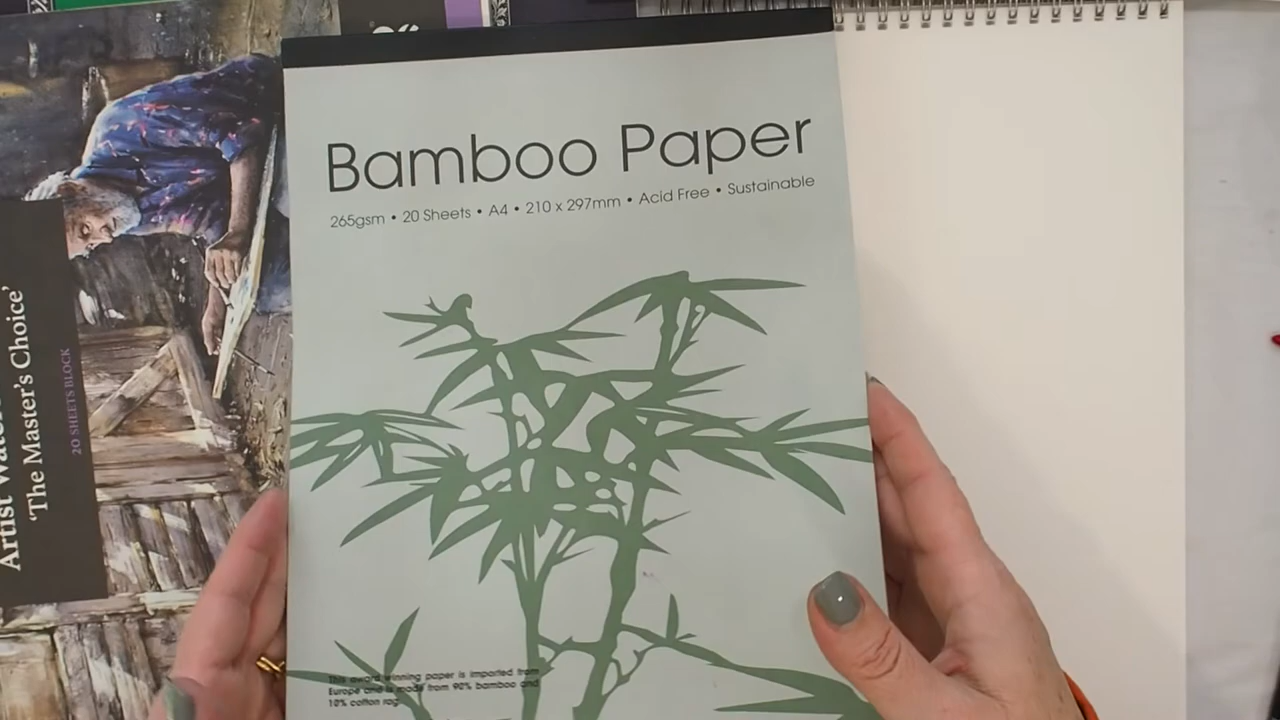 Bamboo Paper
265gsm • 20 Sheets • A4 • 210 x 297mm • Acid Free • Sustainable
This award winning paper is imported from
Europe and is made from 90% bamboo and
10% cotton rag
'The Master's Choice'
20 SHEETS BLOCK
Artist